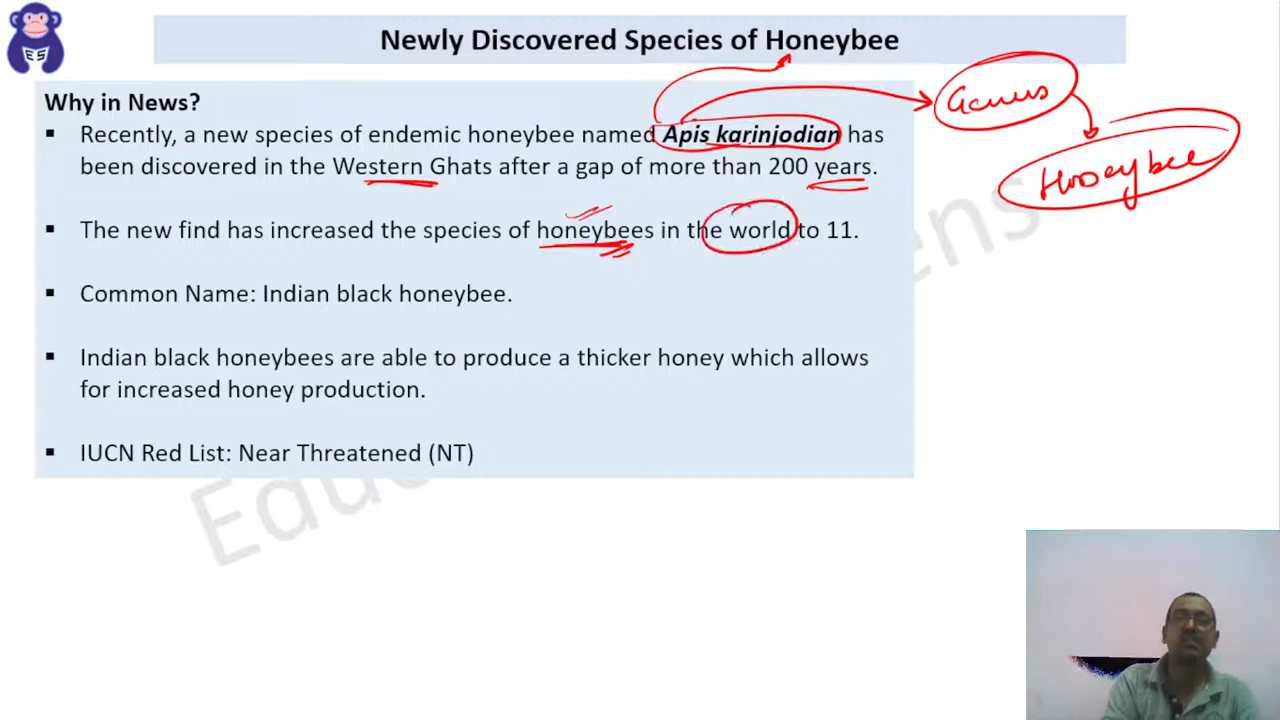 ES
Newly Discovered Species of Honeybee
Why in News?
▪ Recently, a new species of endemic honeybee named Apis karinjodian has
been discovered in the Western Ghats after a gap of more than 200 years.
Genus
Honeybee
▪ The new find has increased the species of honeybees in the world to 11.
▪ Common Name: Indian black honeybee.
▪ Indian black honeybees are able to produce a thicker honey which allows
for increased honey production.
▪ IUCN Red List: Near Threatened (NT)